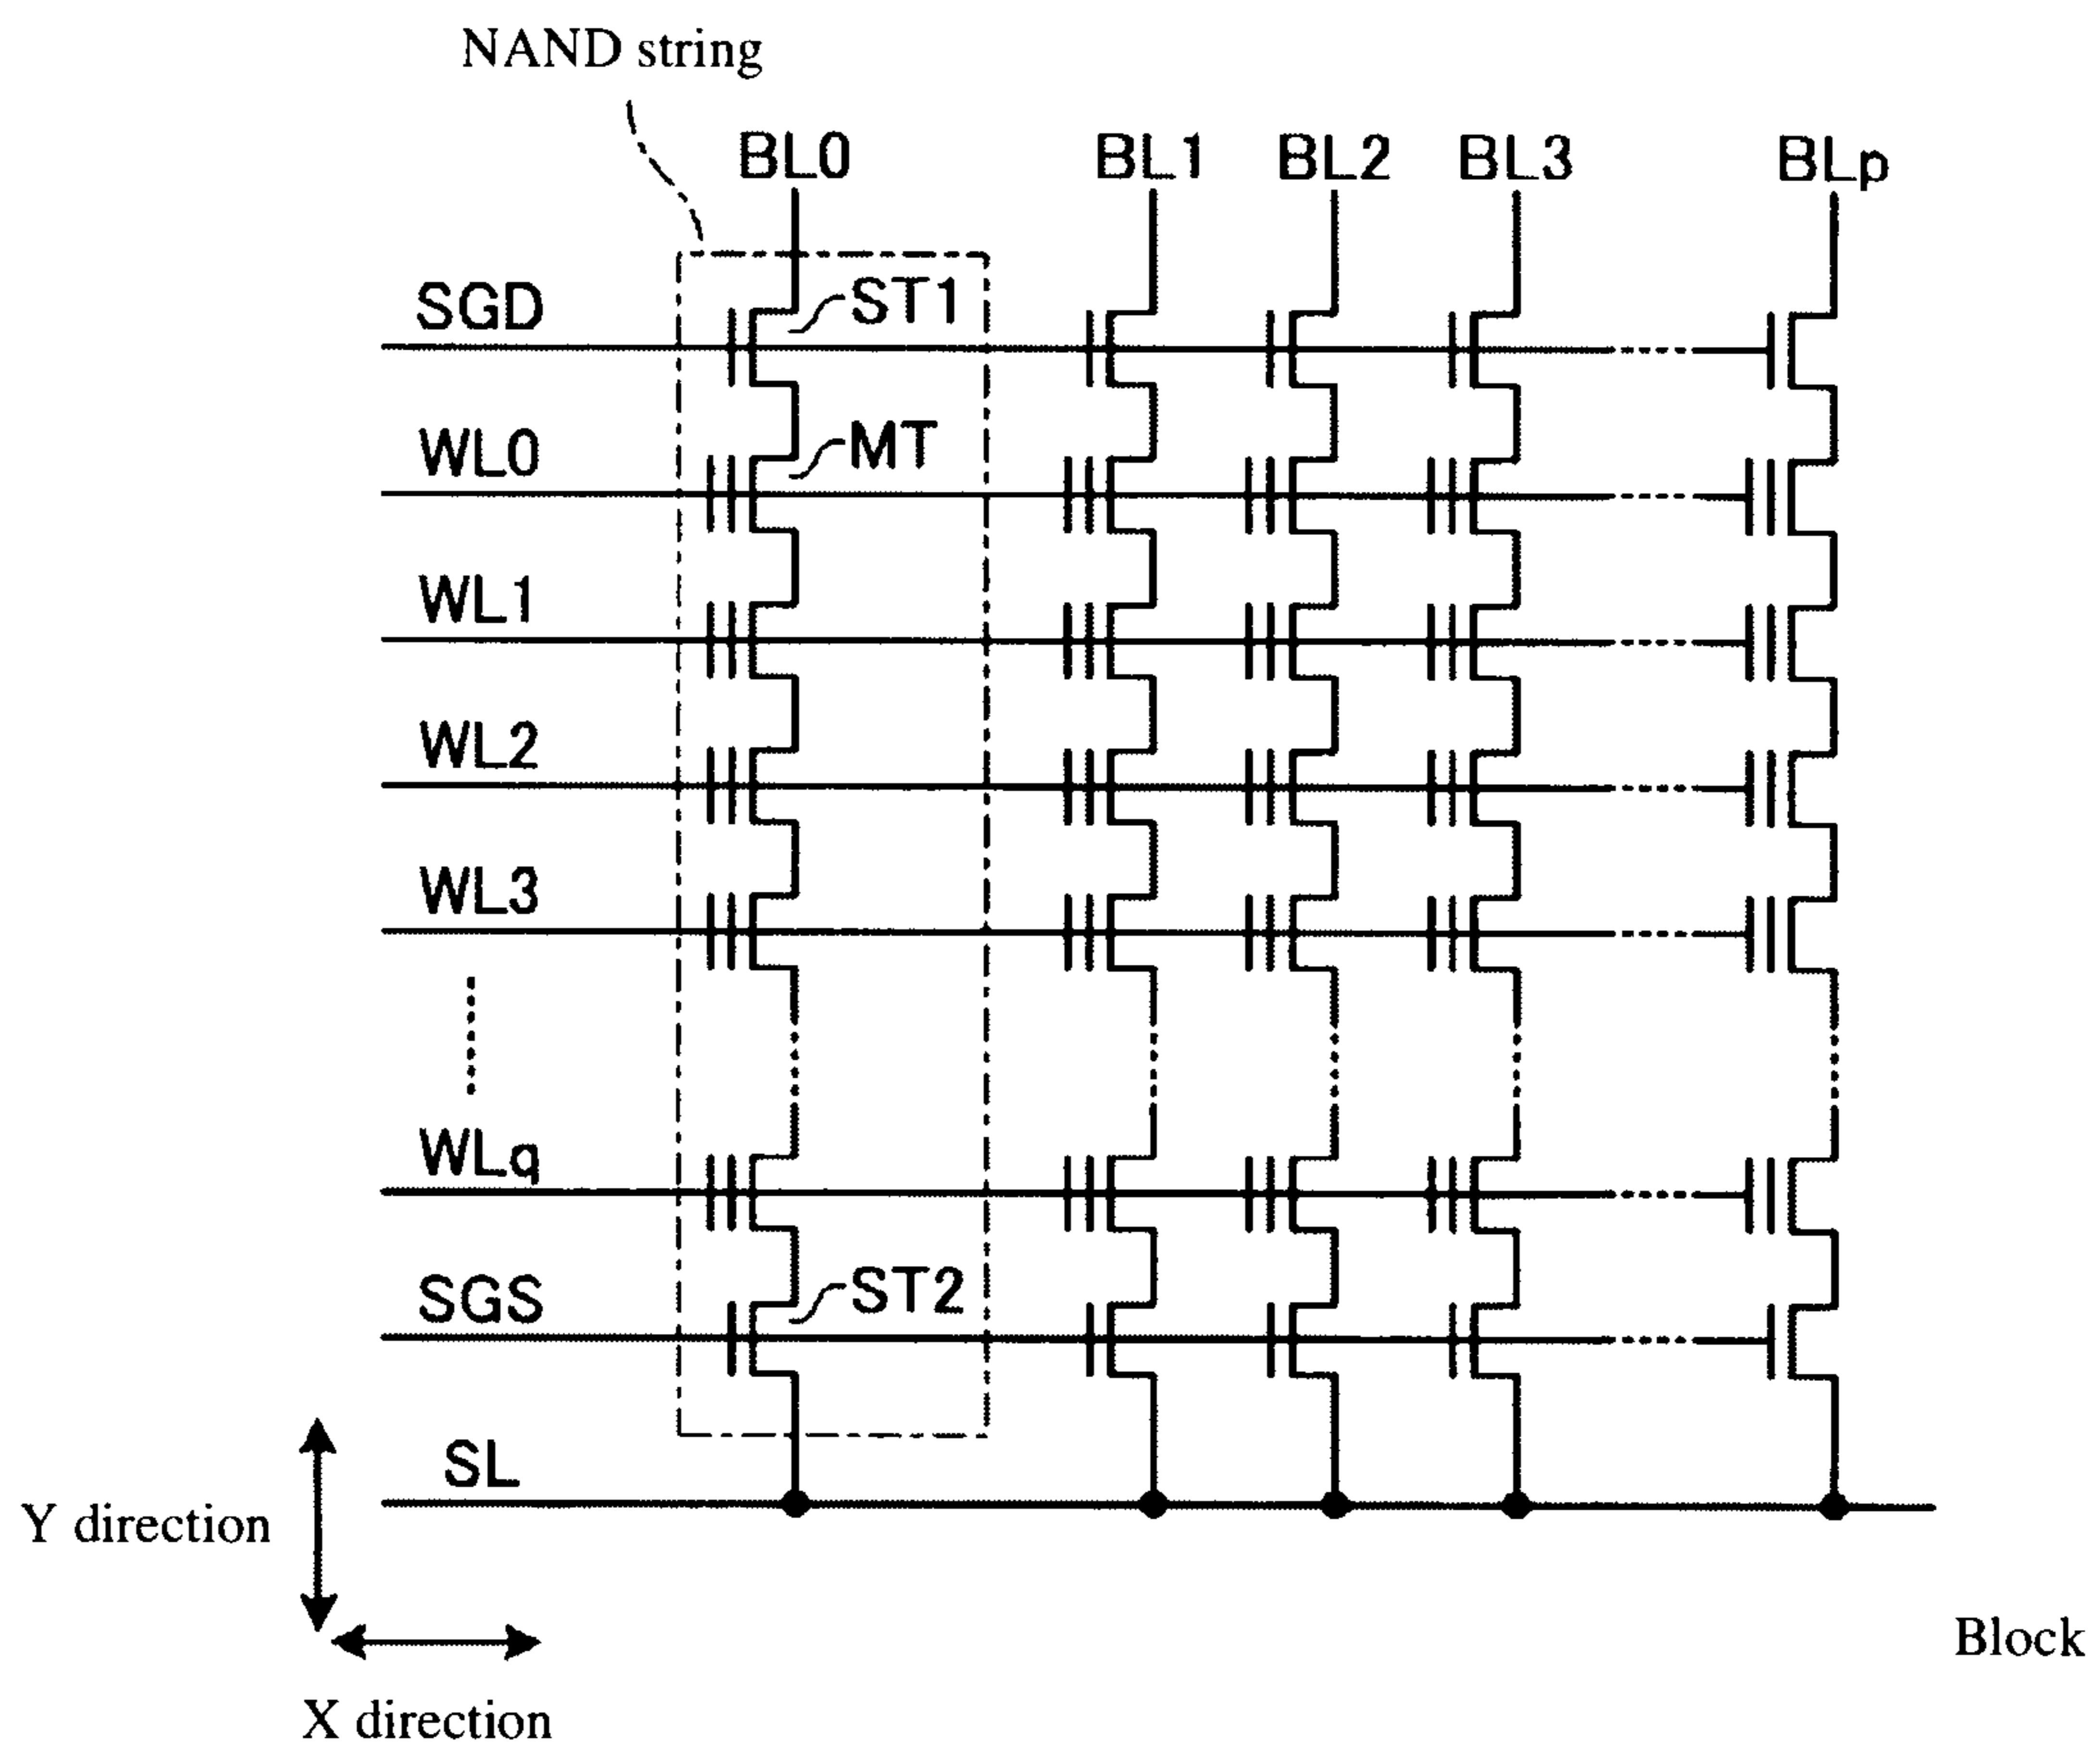 NAND string
BL0 BL1 BL2 BL3 BLp
SGD
ST1
WL0
MT
WL1
WL2
WL3
WLq
SGS
ST2
SL
Y direction
X direction
Block